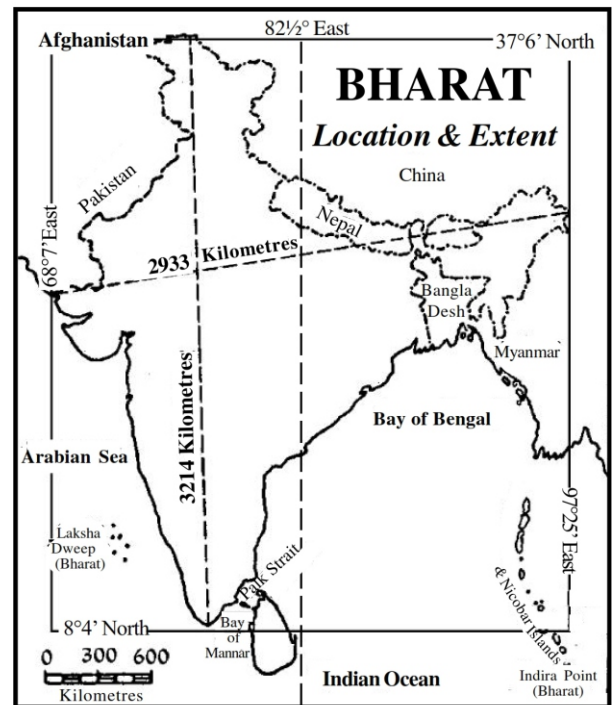 82½° East
Afghanistan
37°6' North
BHARAT
Location & Extent
China
Pakistan
Nepal
68°7' East
2933 Kilometres
Bangla
Desh
Myanmar
3214 Kilometres
Bay of Bengal
Arabian Sea
97°25' East
Laksha
Dweep
(Bharat)
Palk Strait
& Nicobar Islands
8°4' North
Bay
of
Mannar
0 300 600
Kilometres
Indian Ocean
Indira Point
(Bharat)